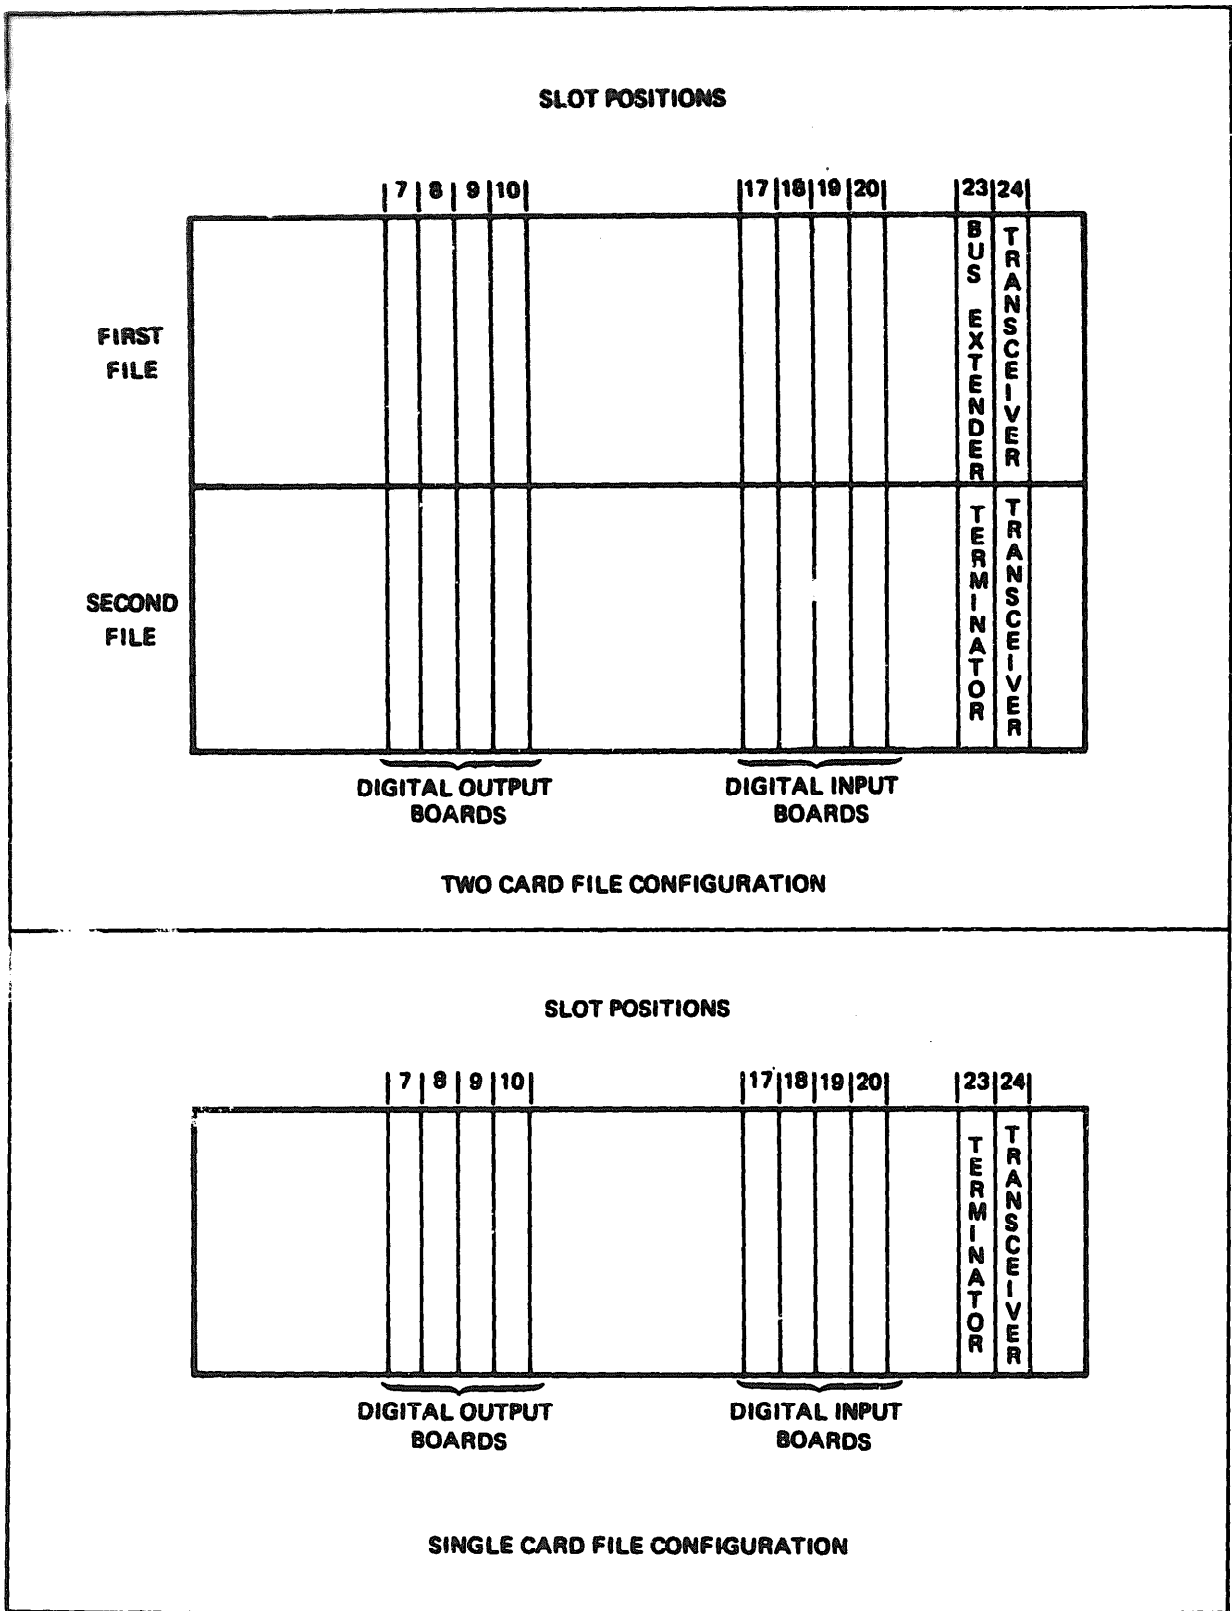 SLOT POSITIONS
7 8 9 10 17 18 19 20 23 24
FIRST
FILE
BUS EXTENDER
TRANSCEIVER
SECOND
FILE
TERMINATOR
TRANSCEIVER
DIGITAL OUTPUT
BOARDS
DIGITAL INPUT
BOARDS
TWO CARD FILE CONFIGURATION
SLOT POSITIONS
7 8 9 10 17 18 19 20 23 24
TERMINATOR
TRANSCEIVER
DIGITAL OUTPUT
BOARDS
DIGITAL INPUT
BOARDS
SINGLE CARD FILE CONFIGURATION